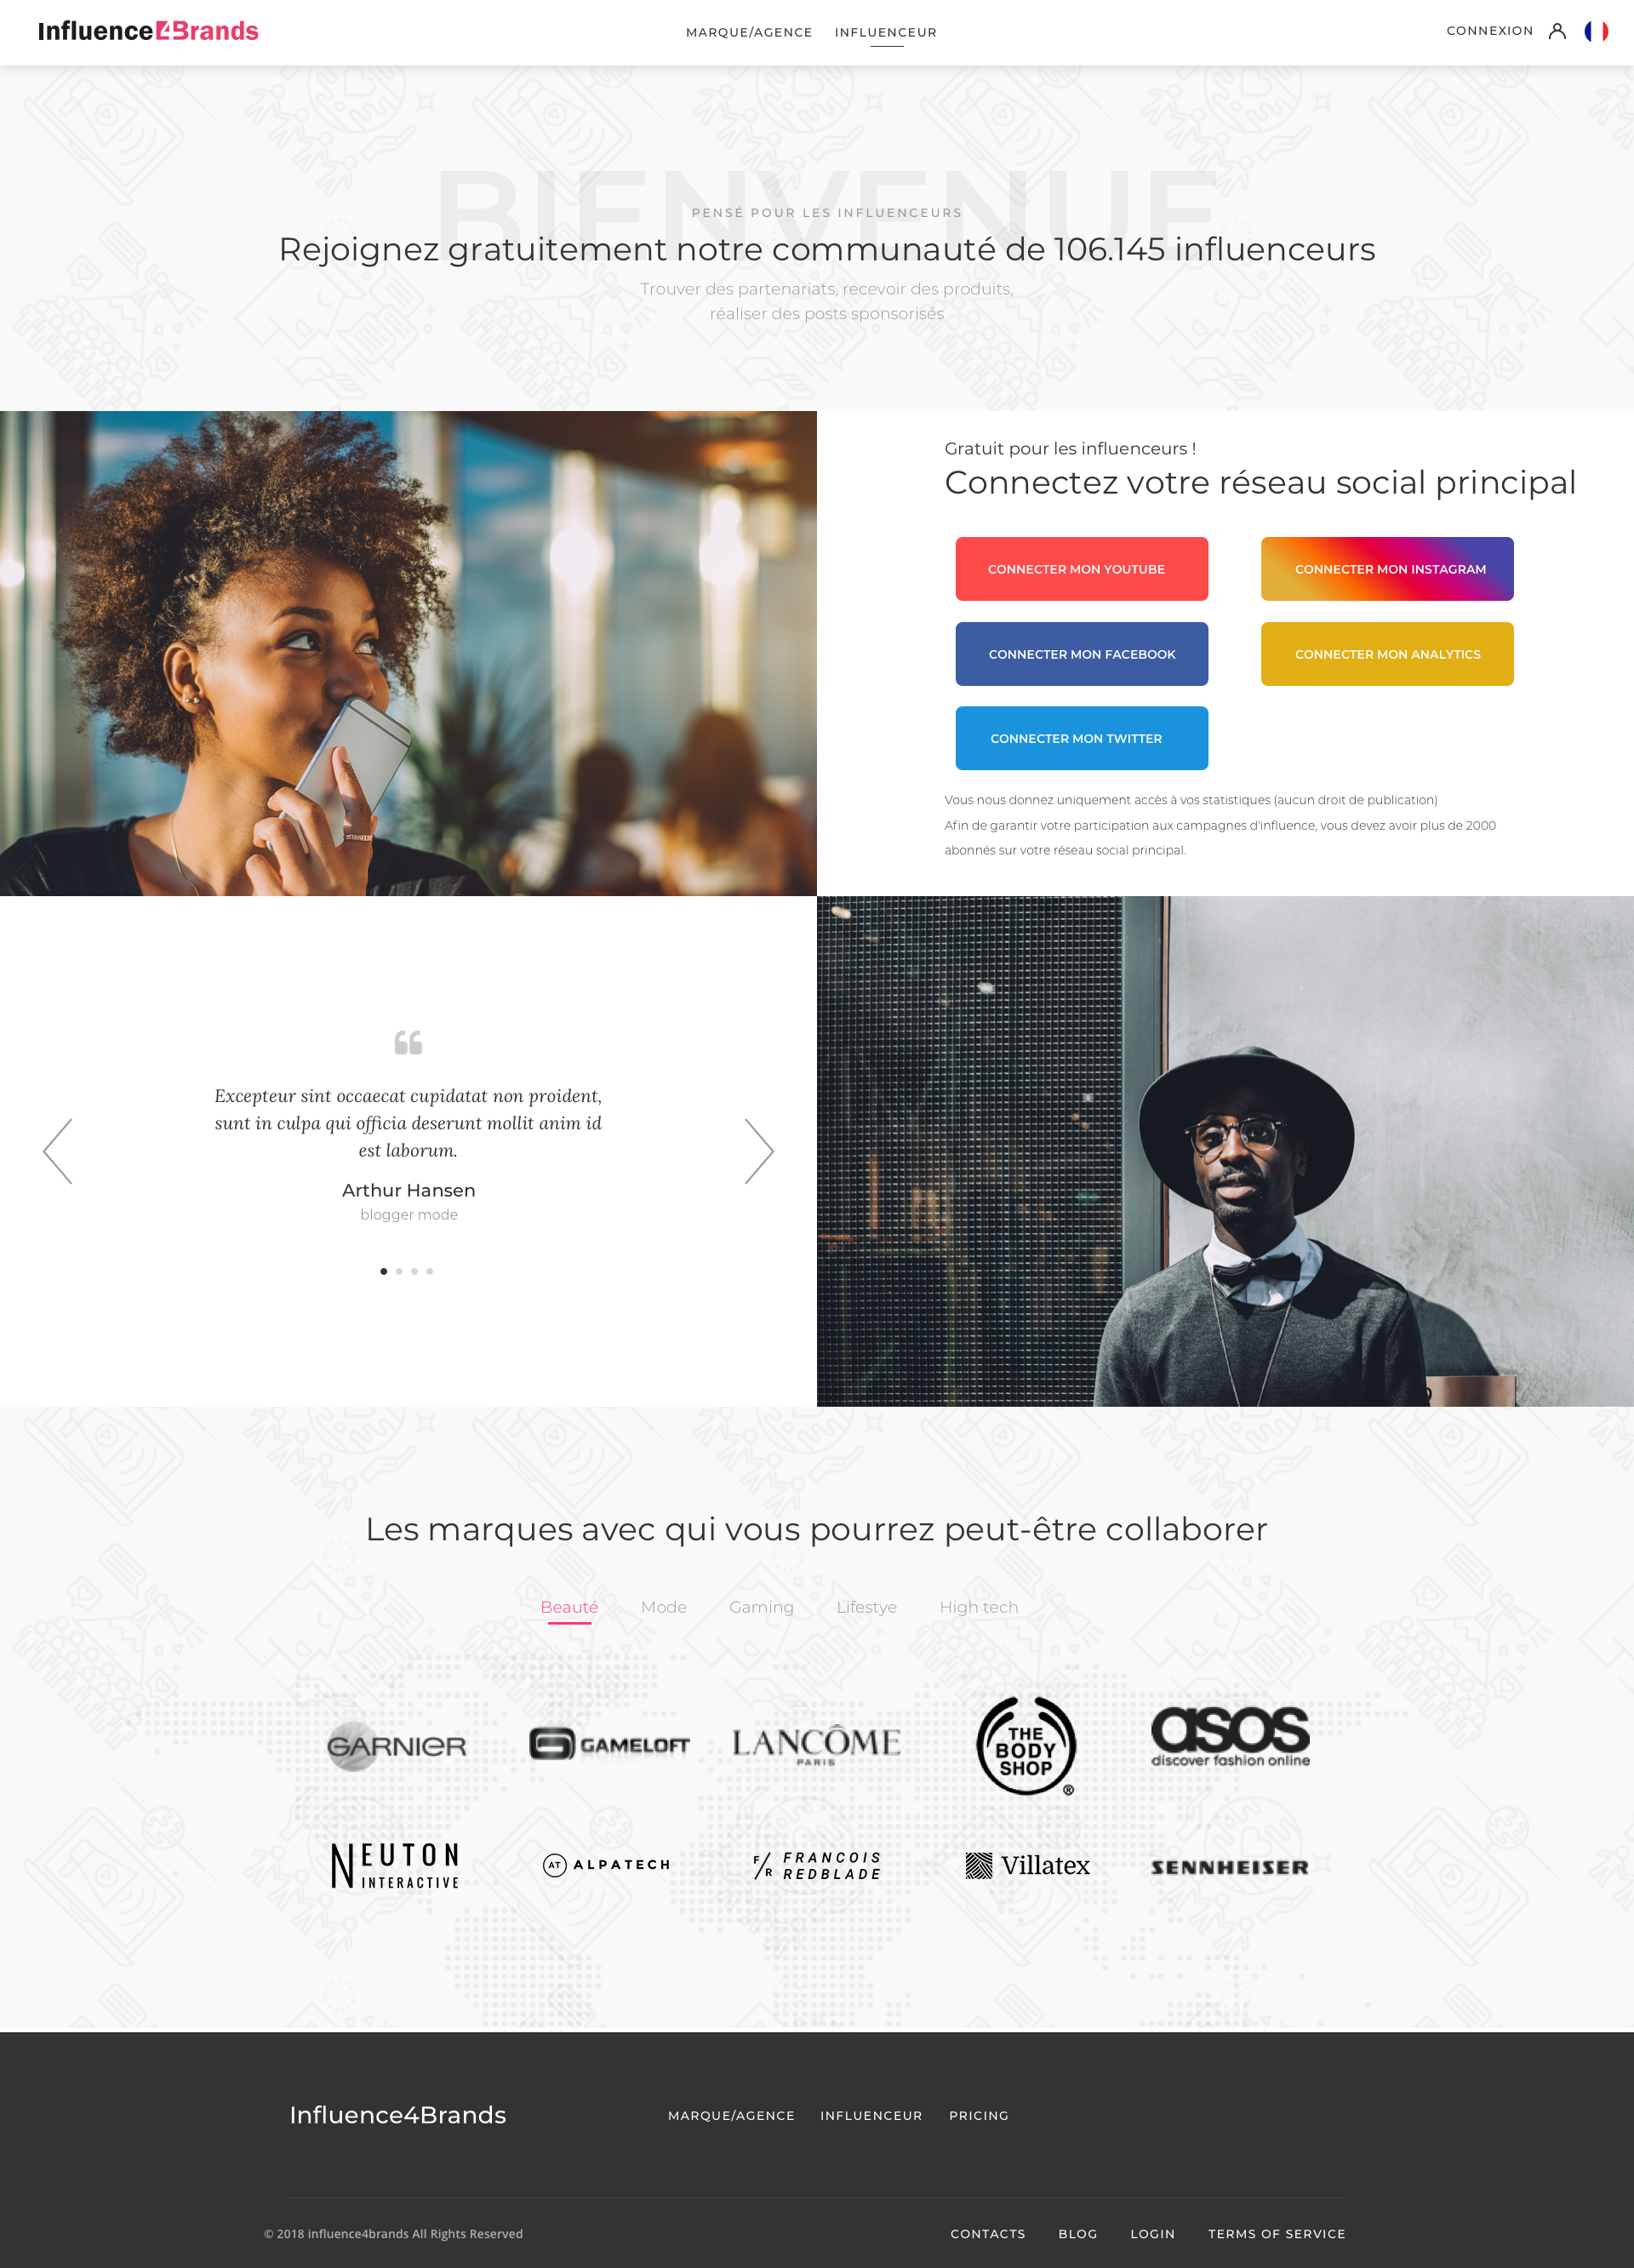 Influence4Brands
MARQUE/AGENCE
INFLUENCEUR
CONNEXION
BIENVENUE
PENSÉ POUR LES INFLUENCEURS
Rejoignez gratuitement notre communauté de 106.145 influenceurs
Trouver des partenariats, recevoir des produits,
réaliser des posts sponsorisés
Gratuit pour les influenceurs !
Connectez votre réseau social principal
CONNECTER MON YOUTUBE
CONNECTER MON INSTAGRAM
CONNECTER MON FACEBOOK
CONNECTER MON ANALYTICS
CONNECTER MON TWITTER
Vous nous donnez uniquement accès à vos statistiques (aucun droit de publication)
Afin de garantir votre participation aux campagnes d'influence, vous devez avoir plus de 2000
abonnés sur votre réseau social principal.
Excepteur sint occaecat cupidatat non proident,
sunt in culpa qui officia deserunt mollit anim id
est laborum.
Arthur Hansen
blogger mode
Les marques avec qui vous pourrez peut-être collaborer
Beauté
Mode
Gaming
Lifestye
High tech
GARNIER
GAMELOFT
LANCÔME
PARIS
THE
BODY
SHOP
®
asos
discover fashion online
NEUTON
INTERACTIVE
AT
ALPATECH
F/R
FRANCOIS
REDBLADE
Villatex
SENNHEISER
Influence4Brands
MARQUE/AGENCE
INFLUENCEUR
PRICING
© 2018 influence4brands All Rights Reserved
CONTACTS
BLOG
LOGIN
TERMS OF SERVICE